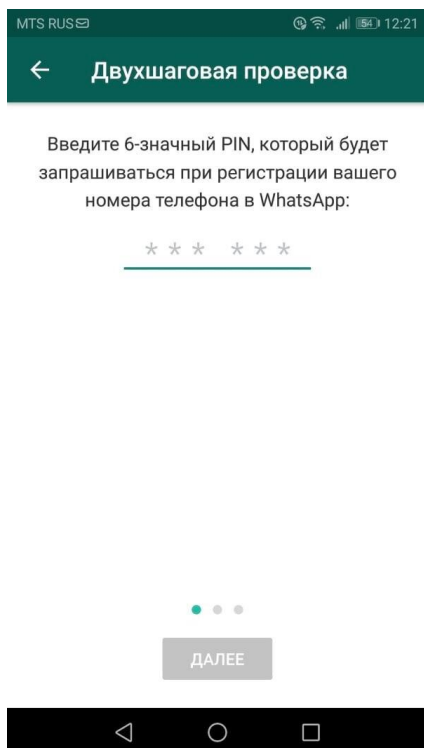 MTS RUS 54 12:21
Двухшаговая проверка
Введите 6-значный PIN, который будет
запрашиваться при регистрации вашего
номера телефона в WhatsApp:
*** ***
ДАЛЕЕ